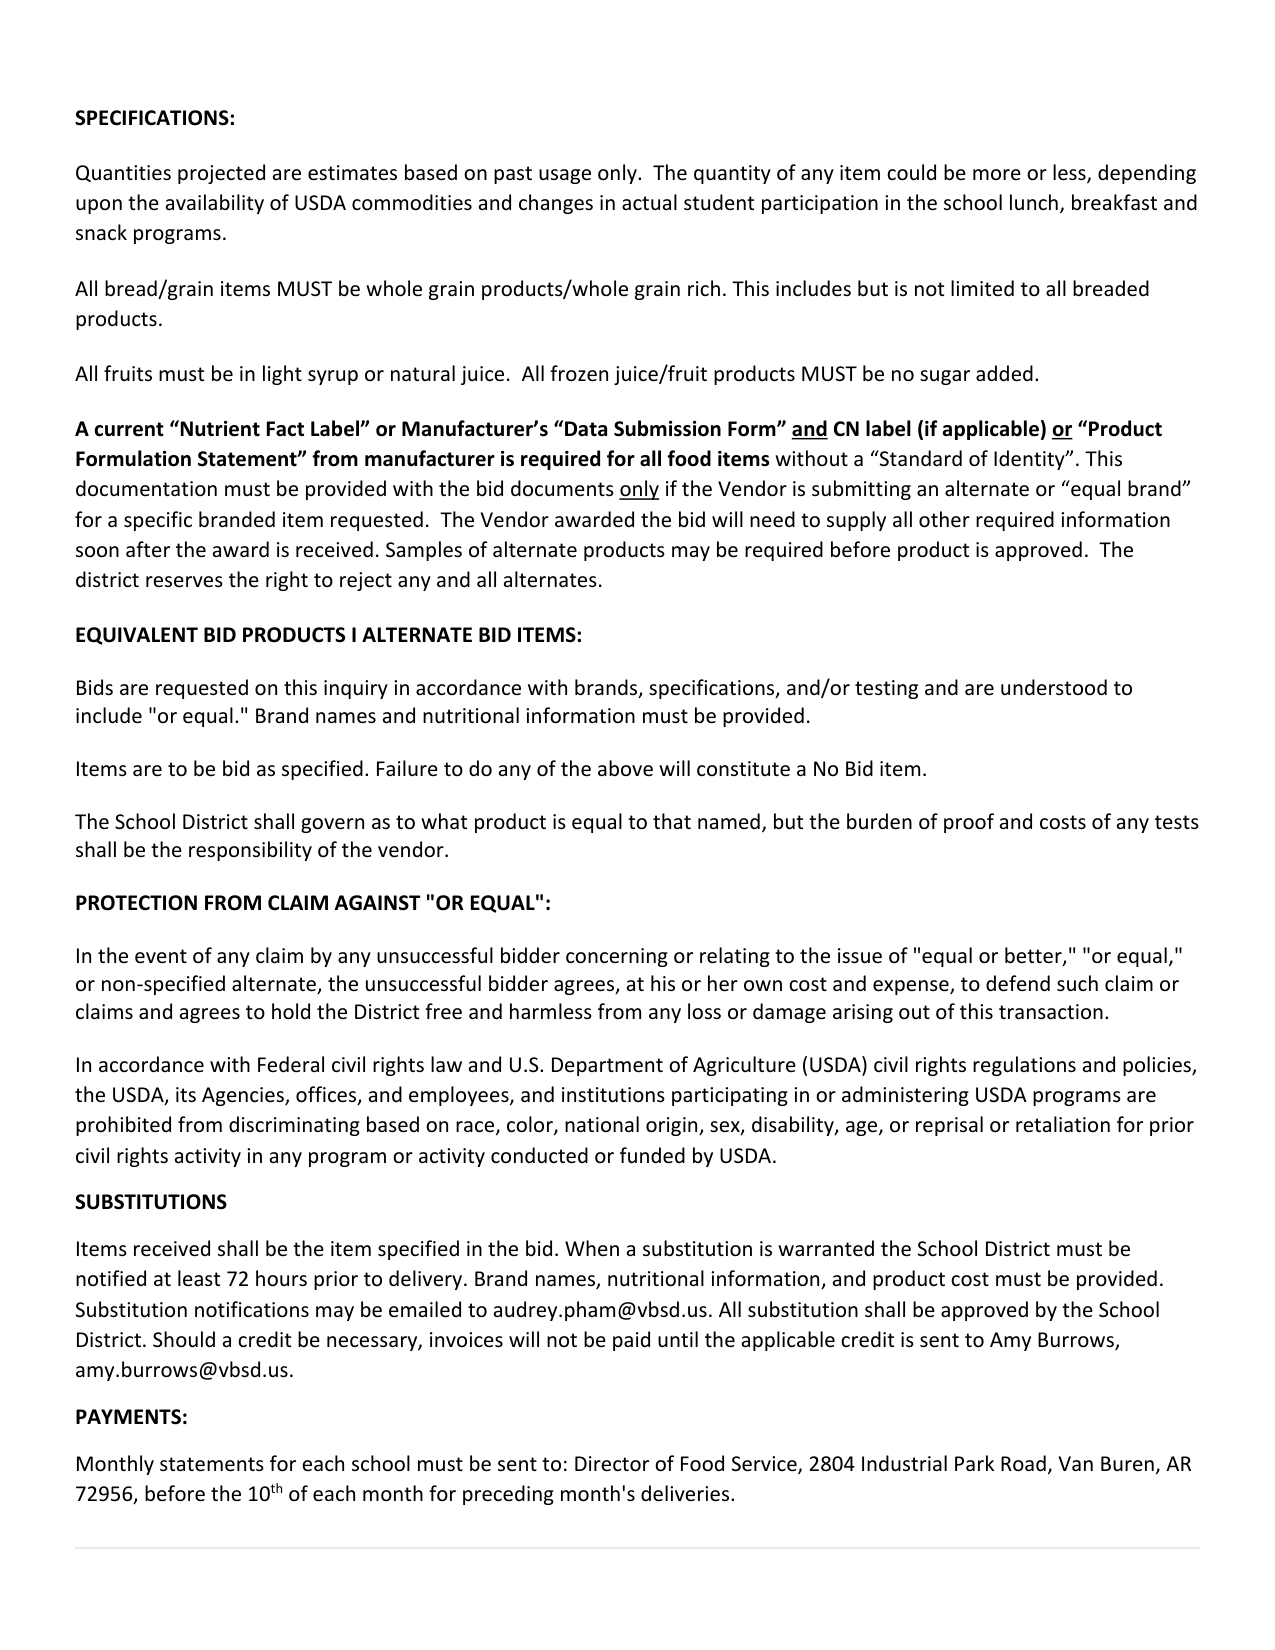 SPECIFICATIONS:
Quantities projected are estimates based on past usage only.  The quantity of any item could be more or less, depending
upon the availability of USDA commodities and changes in actual student participation in the school lunch, breakfast and
snack programs.
All bread/grain items MUST be whole grain products/whole grain rich. This includes but is not limited to all breaded
products.
All fruits must be in light syrup or natural juice.  All frozen juice/fruit products MUST be no sugar added.
A current “Nutrient Fact Label” or Manufacturer’s “Data Submission Form” and CN label (if applicable) or “Product
Formulation Statement” from manufacturer is required for all food items without a “Standard of Identity”. This
documentation must be provided with the bid documents only if the Vendor is submitting an alternate or “equal brand”
for a specific branded item requested.  The Vendor awarded the bid will need to supply all other required information
soon after the award is received. Samples of alternate products may be required before product is approved.  The
district reserves the right to reject any and all alternates.
EQUIVALENT BID PRODUCTS I ALTERNATE BID ITEMS:
Bids are requested on this inquiry in accordance with brands, specifications, and/or testing and are understood to
include "or equal." Brand names and nutritional information must be provided.
Items are to be bid as specified. Failure to do any of the above will constitute a No Bid item.
The School District shall govern as to what product is equal to that named, but the burden of proof and costs of any tests
shall be the responsibility of the vendor.
PROTECTION FROM CLAIM AGAINST "OR EQUAL":
In the event of any claim by any unsuccessful bidder concerning or relating to the issue of "equal or better," "or equal,"
or non-specified alternate, the unsuccessful bidder agrees, at his or her own cost and expense, to defend such claim or
claims and agrees to hold the District free and harmless from any loss or damage arising out of this transaction.
In accordance with Federal civil rights law and U.S. Department of Agriculture (USDA) civil rights regulations and policies,
the USDA, its Agencies, offices, and employees, and institutions participating in or administering USDA programs are
prohibited from discriminating based on race, color, national origin, sex, disability, age, or reprisal or retaliation for prior
civil rights activity in any program or activity conducted or funded by USDA.
SUBSTITUTIONS
Items received shall be the item specified in the bid. When a substitution is warranted the School District must be
notified at least 72 hours prior to delivery. Brand names, nutritional information, and product cost must be provided.
Substitution notifications may be emailed to audrey.pham@vbsd.us. All substitution shall be approved by the School
District. Should a credit be necessary, invoices will not be paid until the applicable credit is sent to Amy Burrows,
amy.burrows@vbsd.us.
PAYMENTS:
Monthly statements for each school must be sent to: Director of Food Service, 2804 Industrial Park Road, Van Buren, AR
72956, before the 10th of each month for preceding month's deliveries.